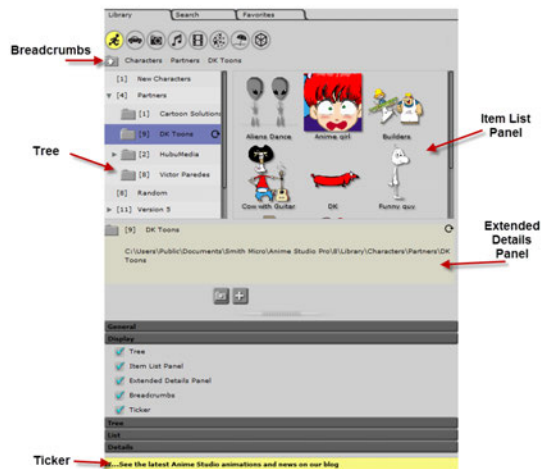 Library Search Favorites
Breadcrumbs
Characters Partners DK Toons
[1] New Characters
[4] Partners
[1] Cartoon Solutions
[9] DK Toons
[2] HubuMedia
[8] Victor Paredes
[8] Random
[11] Version 5
Tree
Aliens Dance Anime girl Builders
Cow with Guitar DK Funny guy
Item List
Panel
[9] DK Toons
C:\Users\Public\Documents\Smith Micro\Anime Studio Pro\8\Library\Characters\Partners\DK
Toons
Extended
Details
Panel
General
Display
Tree
Item List Panel
Extended Details Panel
Breadcrumbs
Ticker
Tree
List
Details
Ticker
...See the latest Anime Studio animations and news on our blog